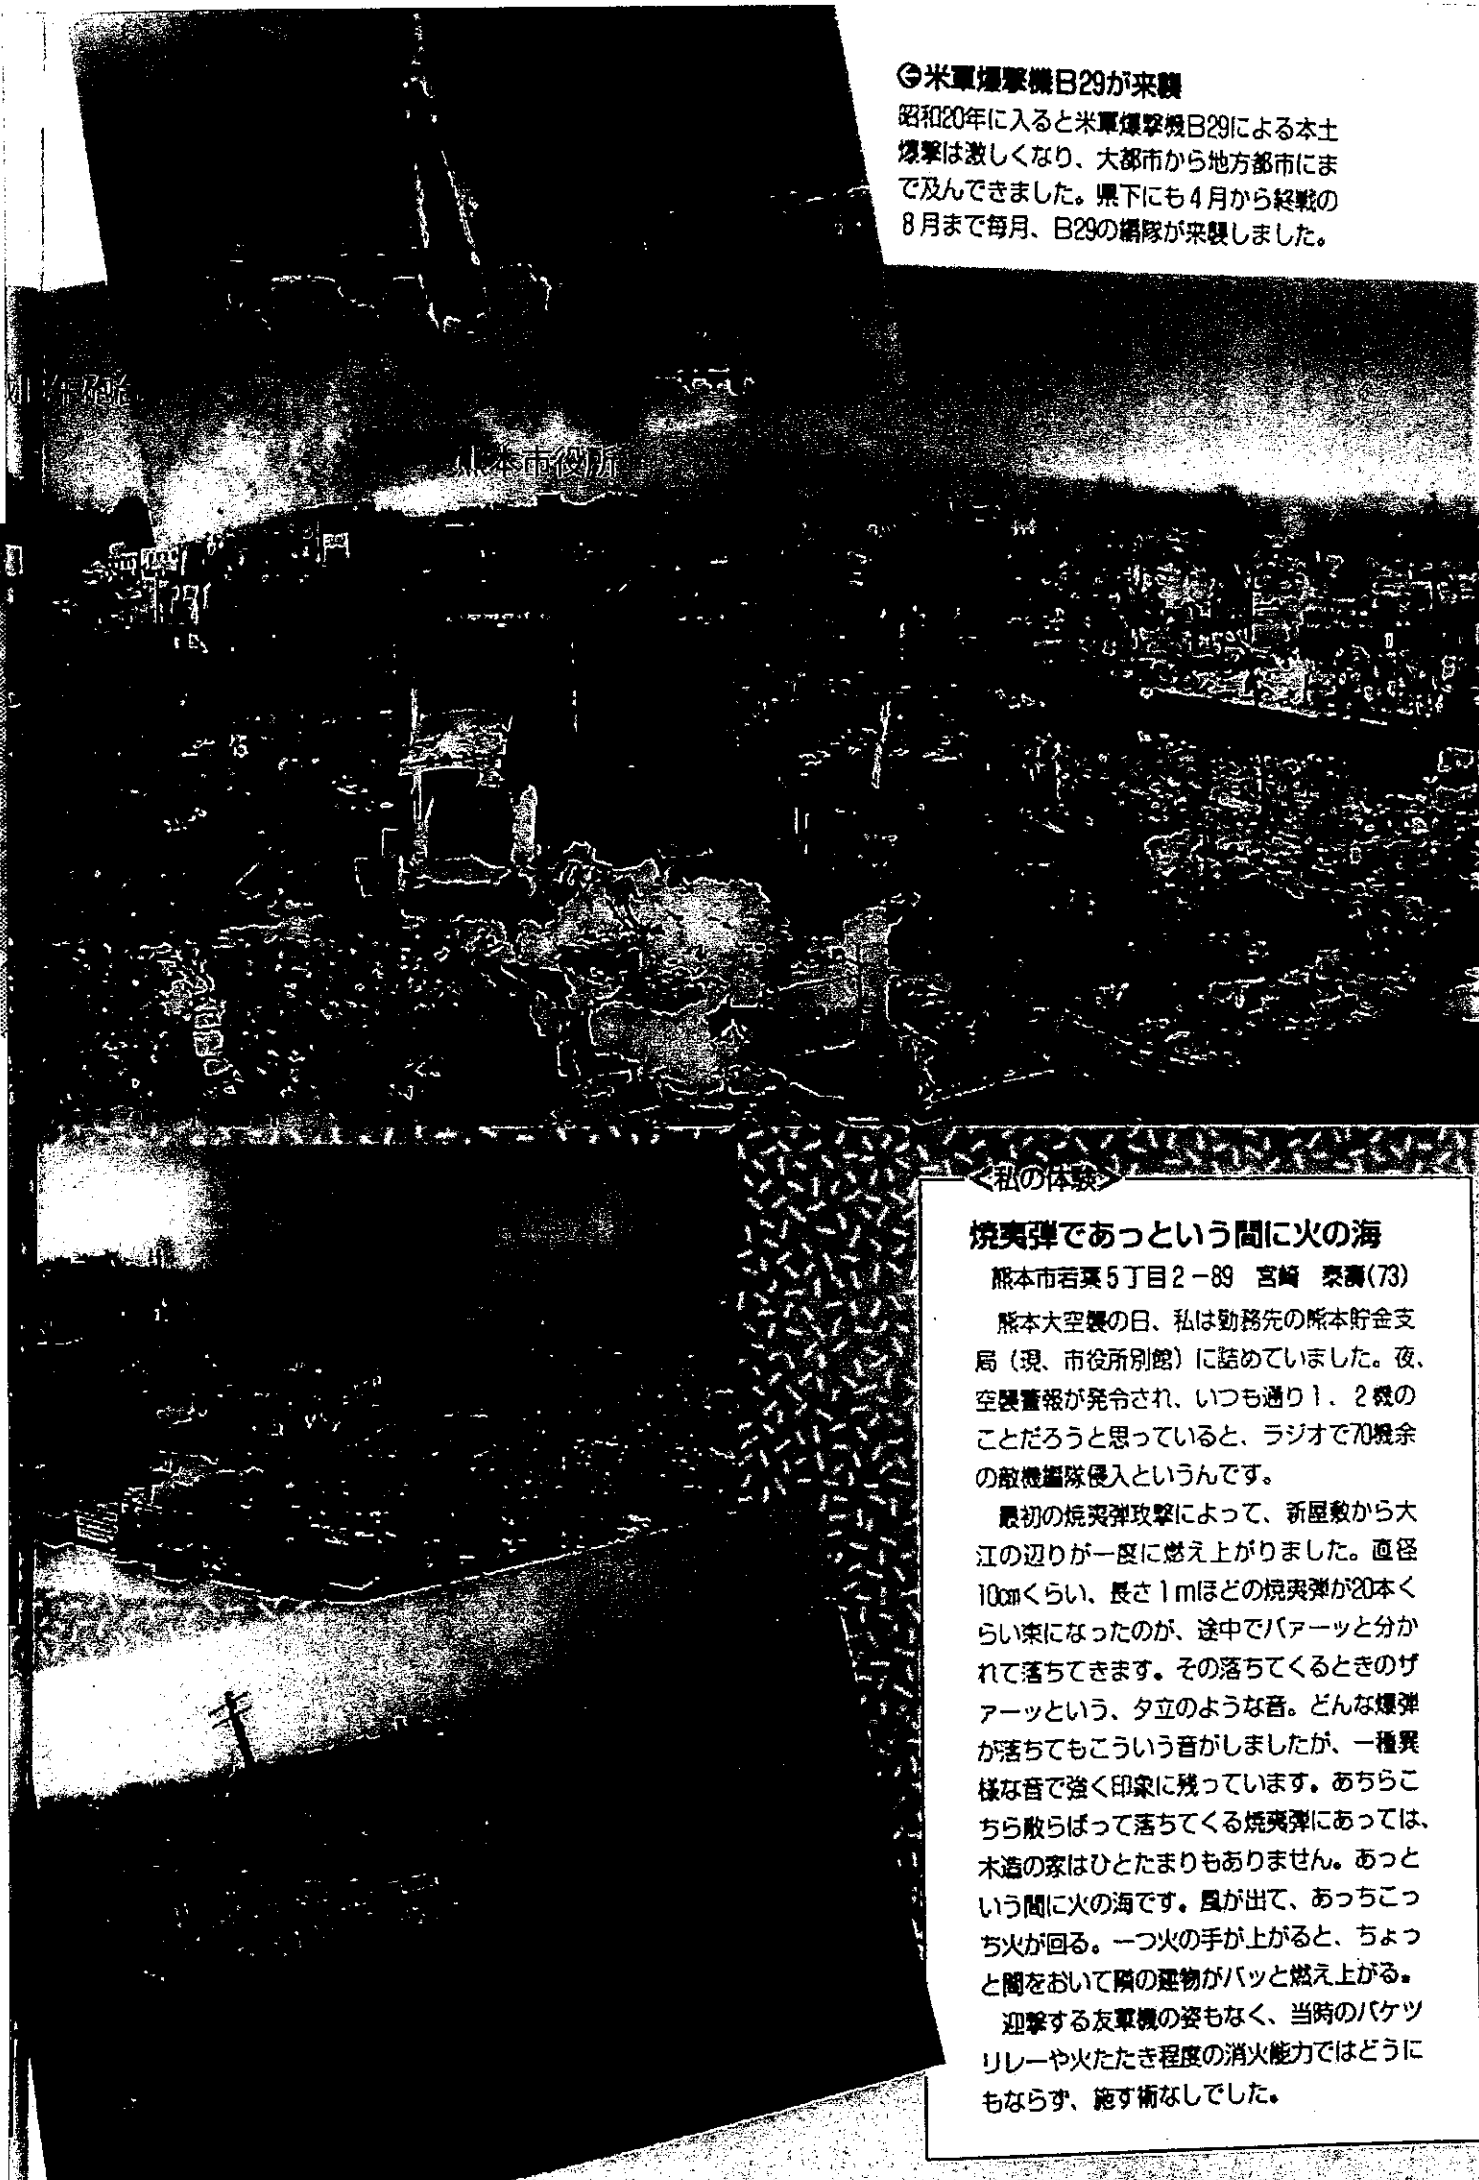 米軍爆撃機B29が来襲
昭和20年に入ると米軍爆撃機B29による本土
爆撃は激しくなり、大都市から地方都市にま
で及んできました。県下にも4月から終戦の
8月まで毎月、B29の編隊が来襲しました。
本市役所
<私の体験>
焼夷弾であっという間に火の海
熊本市若葉5丁目2−89 宮崎 泰壽(73)
熊本大空襲の日、私は勤務先の熊本貯金支
局（現、市役所別館）に詰めていました。夜、
空襲警報が発令され、いつも通り1、2機の
ことだろうと思っていると、ラジオで70機余
の敵機編隊侵入というんです。
最初の焼夷弾攻撃によって、新屋敷から大
江の辺りが一度に燃え上がりました。直径
10cmくらい、長さ1mほどの焼夷弾が20本く
らい束になったのが、途中でバァーッと分か
れて落ちてきます。その落ちてくるときのザ
ァーッという、夕立のような音。どんな爆弾
が落ちてもこういう音がしましたが、一種異
様な音で強く印象に残っています。あちらこ
ちら散らばって落ちてくる焼夷弾にあっては、
木造の家はひとたまりもありません。あっと
いう間に火の海です。風が出て、あっちこっ
ち火が回る。一つ火の手が上がると、ちょっ
と間をおいて隣の建物がパッと燃え上がる。
迎撃する友軍機の姿もなく、当時のバケツ
リレーや火たたき程度の消火能力ではどうに
もならず、施す術なしでした。